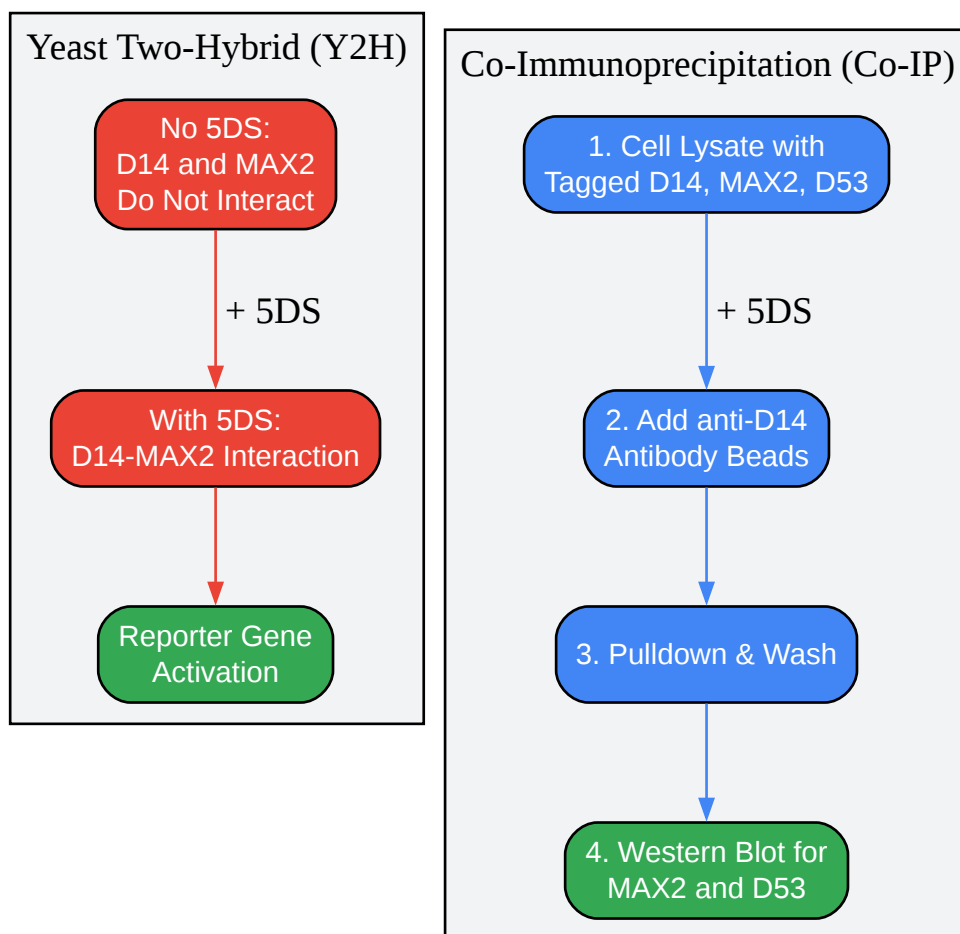 Yeast Two-Hybrid (Y2H)
No 5DS:
D14 and MAX2
Do Not Interact
+ 5DS
With 5DS:
D14-MAX2 Interaction
Reporter Gene
Activation
Co-Immunoprecipitation (Co-IP)
1. Cell Lysate with
Tagged D14, MAX2, D53
+ 5DS
2. Add anti-D14
Antibody Beads
3. Pulldown & Wash
4. Western Blot for
MAX2 and D53